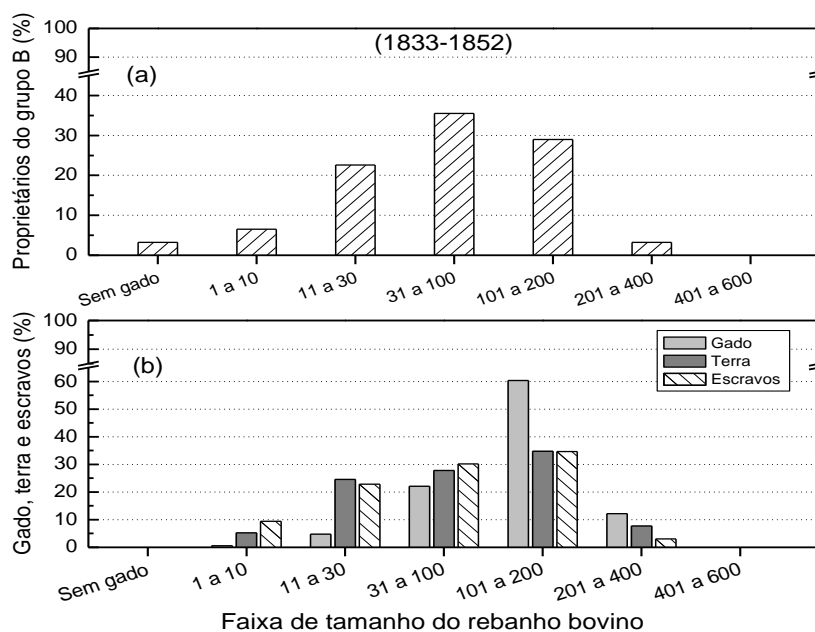 Proprietários do grupo B (%)
100
90
40
30
20
10
0
(1833-1852)
(a)
Sem gado
1 a 10
11 a 30
31 a 100
101 a 200
201 a 400
401 a 600
Gado, terra e escravos (%)
100
90
60
50
40
30
20
10
0
(b)
Gado
Terra
Escravos
Sem gado
1 a 10
11 a 30
31 a 100
101 a 200
201 a 400
401 a 600
Faixa de tamanho do rebanho bovino